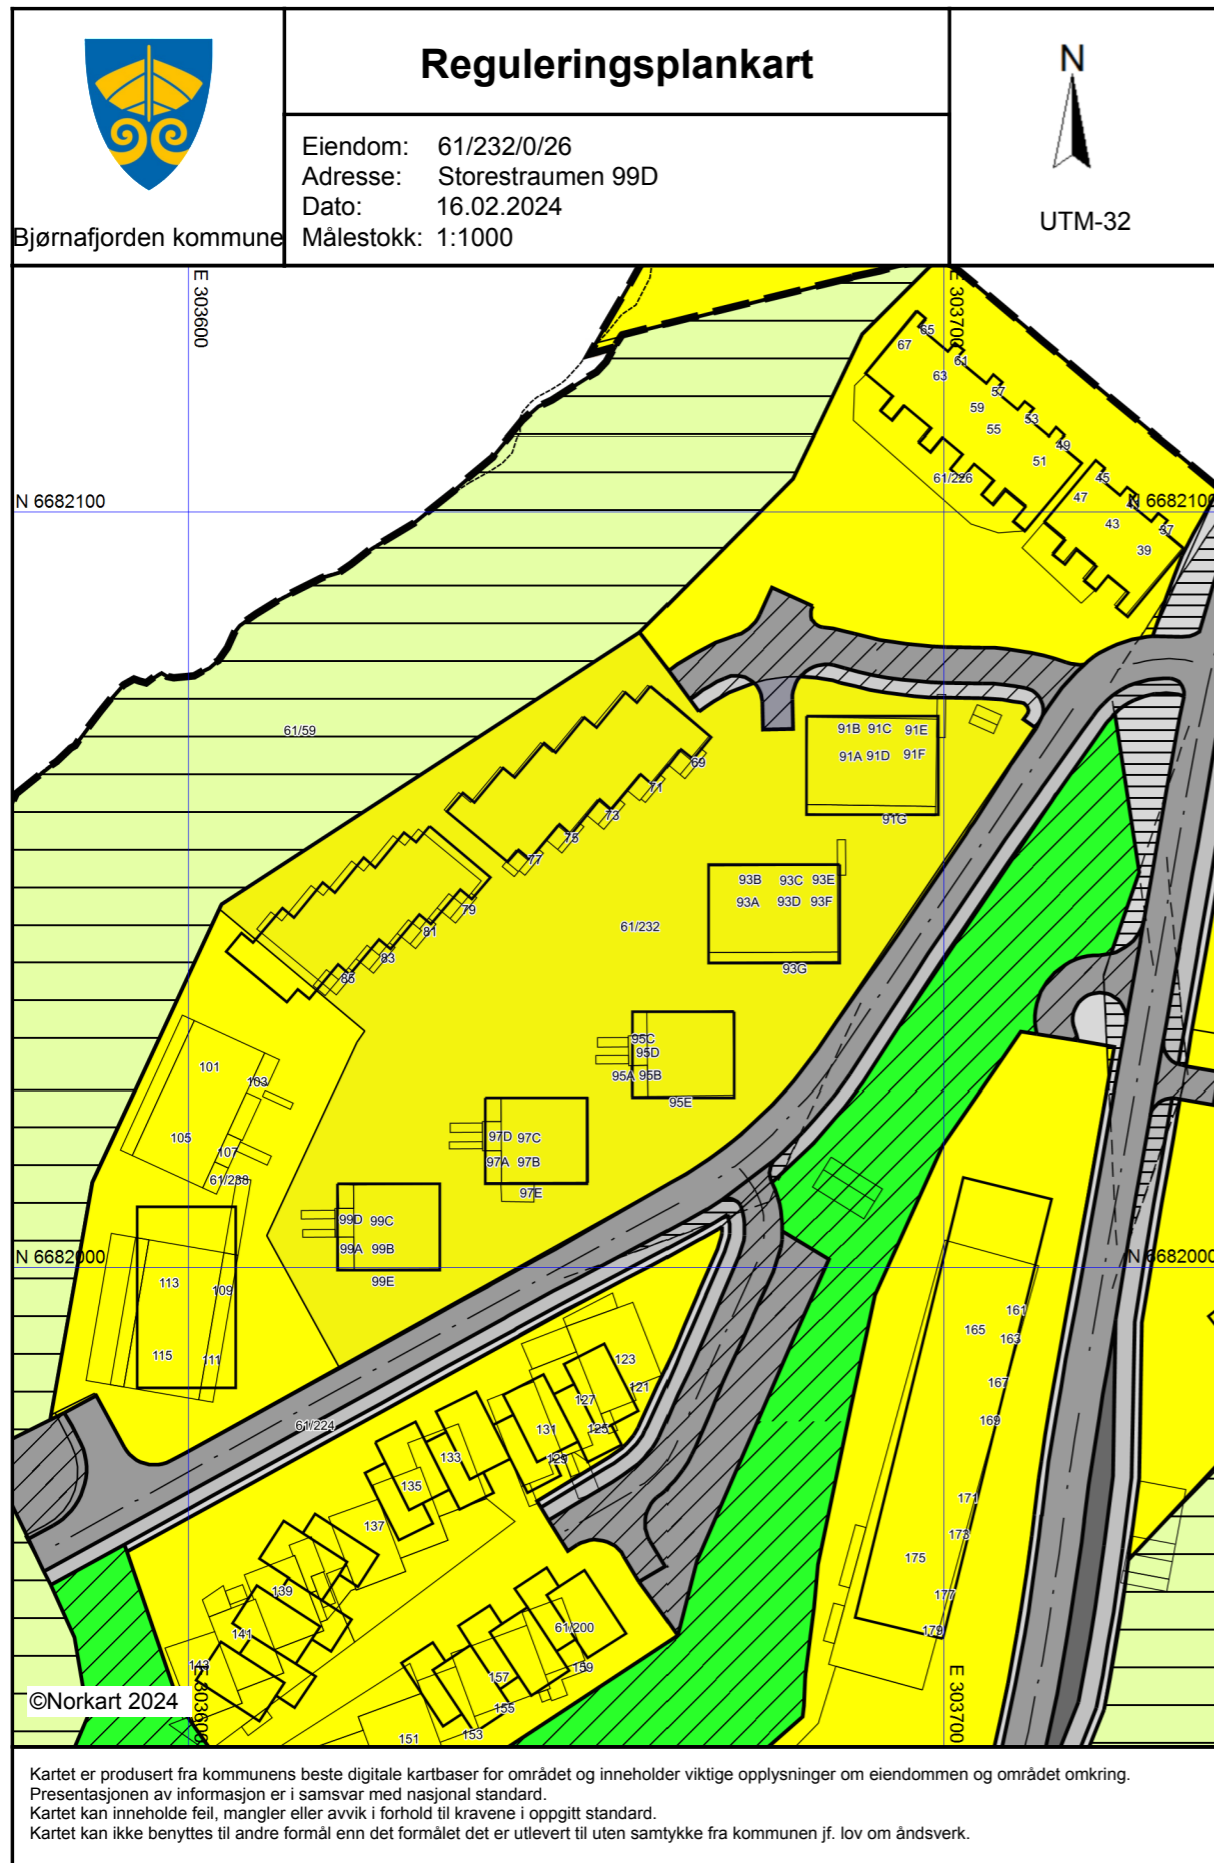 Reguleringsplankart
Eiendom: 61/232/0/26
Adresse: Storestraumen 99D
Dato: 16.02.2024
Målestokk: 1:1000
Bjørnafjorden kommune
N
UTM-32
E 303600
E 303700
65
67
61
63
57
59
53
55
49
51
61/226
45
47
N 6682100
N 6682100
43
37
39
61/59
91B 91C 91E
91A 91D 91F
69
71
91G
73
75
77
93B 93C 93E
93A 93D 93F
79
61/232
81
83
93G
85
95C
95D
101
103
95A 95B
95E
105
97D 97C
107
97A 97B
61/238
97E
99D 99C
99A 99B
N 6682000
N 6682000
99E
113
109
161
165
163
115
111
123
121
167
127
131
125
169
61/224
133
129
135
171
137
173
175
139
177
61/200
179
141
143
159
157
155
153
151
E 303600
E 303700
©Norkart 2024
Kartet er produsert fra kommunens beste digitale kartbaser for området og inneholder viktige opplysninger om eiendommen og området omkring.
Presentasjonen av informasjon er i samsvar med nasjonal standard.
Kartet kan inneholde feil, mangler eller avvik i forhold til kravene i oppgitt standard.
Kartet kan ikke benyttes til andre formål enn det formålet det er utlevert til uten samtykke fra kommunen jf. lov om åndsverk.